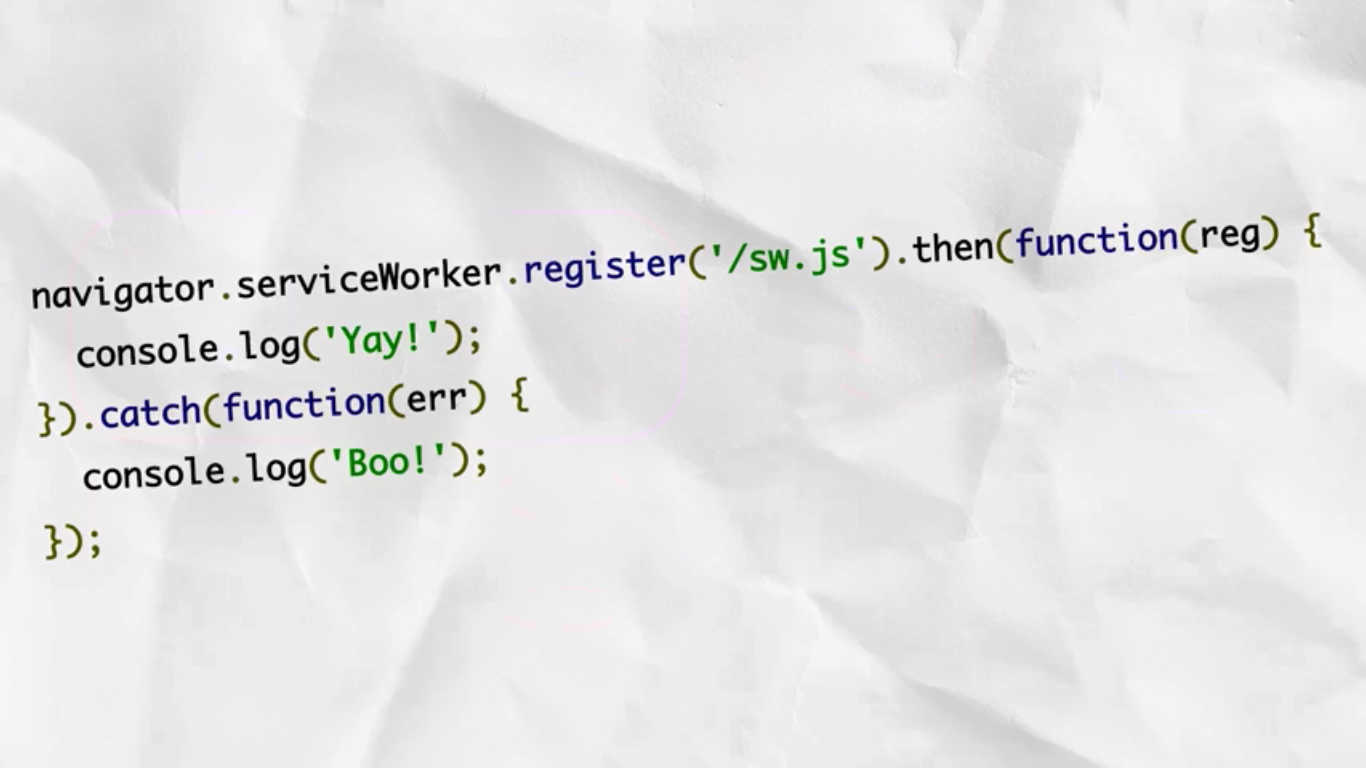 navigator.serviceWorker.register('/sw.js').then(function(reg) {
  console.log('Yay!');
}).catch(function(err) {
  console.log('Boo!');
});